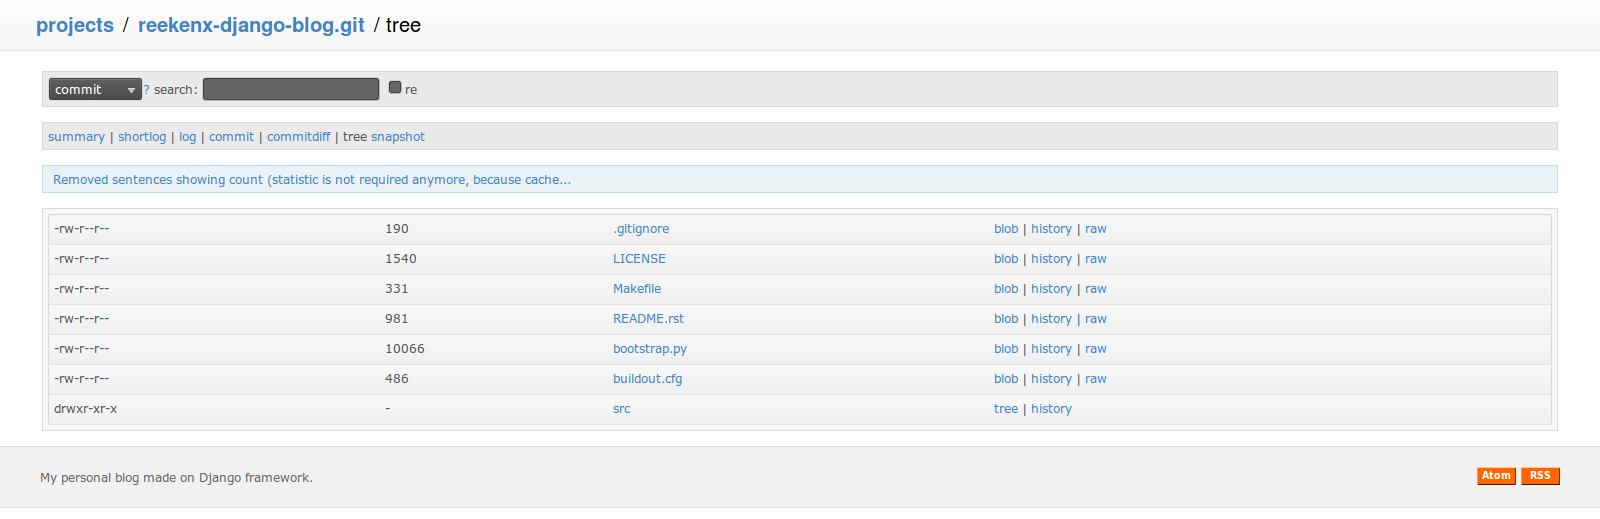 projects / reekenx-django-blog.git / tree
commit ? search: re
summary | shortlog | log | commit | commitdiff | tree snapshot
Removed sentences showing count (statistic is not required anymore, because cache...
-rw-r--r-- 190 .gitignore blob | history | raw
-rw-r--r-- 1540 LICENSE blob | history | raw
-rw-r--r-- 331 Makefile blob | history | raw
-rw-r--r-- 981 README.rst blob | history | raw
-rw-r--r-- 10066 bootstrap.py blob | history | raw
-rw-r--r-- 486 buildout.cfg blob | history | raw
drwxr-xr-x - src tree | history
My personal blog made on Django framework. Atom RSS